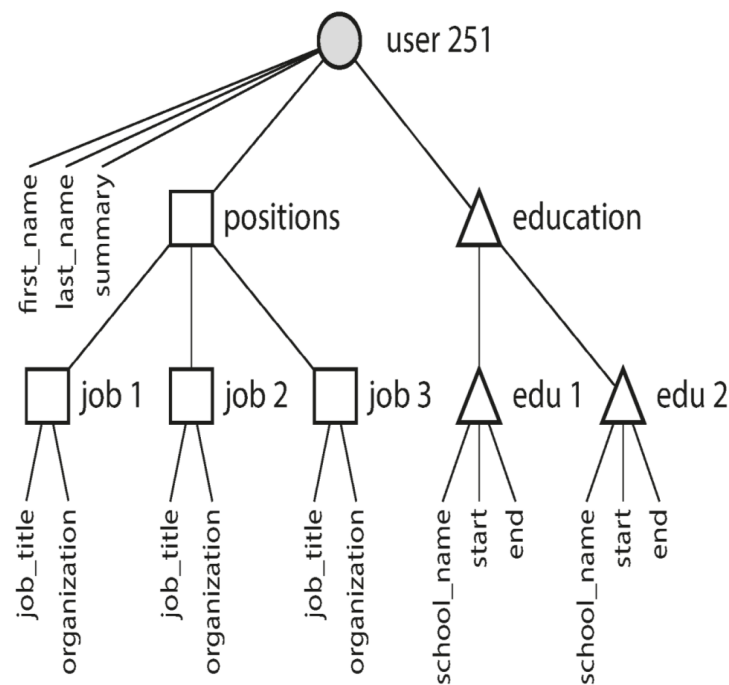 user 251
first_name
last_name
summary
positions
education
job 1
job 2
job 3
edu 1
edu 2
job_title
organization
job_title
organization
job_title
organization
school_name
start
end
school_name
start
end